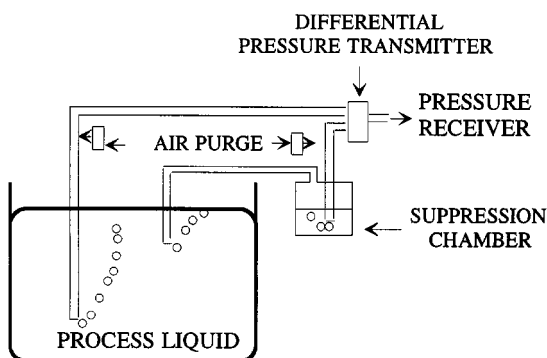 DIFFERENTIAL
PRESSURE TRANSMITTER
PRESSURE
RECEIVER
AIR PURGE
SUPPRESSION
CHAMBER
PROCESS LIQUID